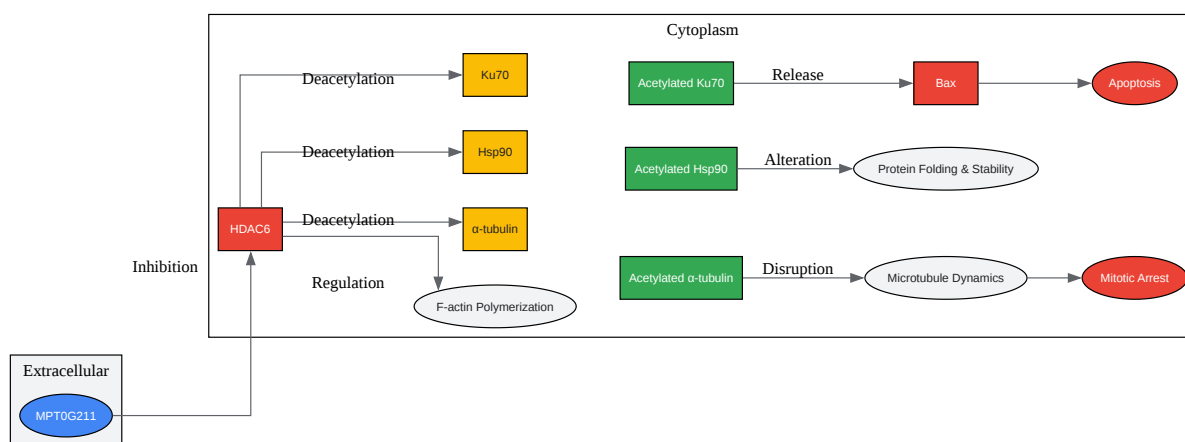 Cytoplasm
Deacetylation
Ku70
Acetylated Ku70
Release
Bax
Apoptosis
Deacetylation
Hsp90
Acetylated Hsp90
Alteration
Protein Folding & Stability
HDAC6
Deacetylation
α-tubulin
Inhibition
Regulation
F-actin Polymerization
Acetylated α-tubulin
Disruption
Microtubule Dynamics
Mitotic Arrest
Extracellular
MPT0G211